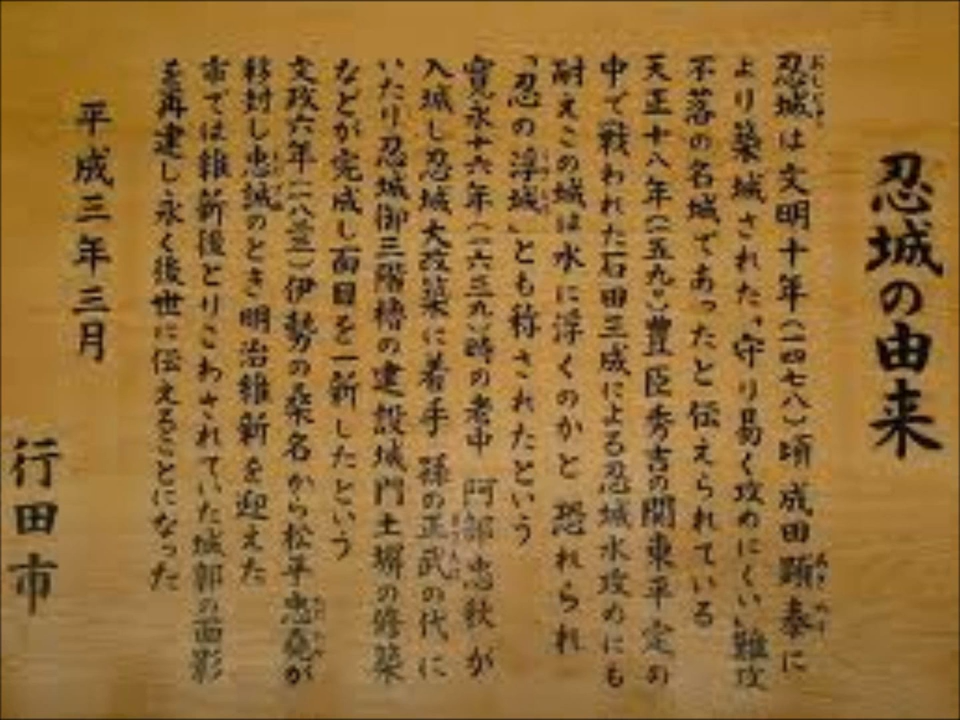 忍城の由来
忍城は文明十年(一四七八)頃成田顕泰に
より築城された。守り易く攻めにくい難攻
不落の名城であったと伝えられている
天正十八年(一五九〇)豊臣秀吉の関東平定の
中で戦われた石田三成による忍城水攻めにも
耐えこの城は水に浮くのかと恐れられ
「忍の浮城」とも称されたという
寛永十六年(一六三九)時の老中 阿部忠秋が
入城し忍城大改築に着手 孫の正武の代に
いたり忍城御三階櫓の建設城門土塀の修築
などが完成し面目を一新したという
文政六年(一八二三)伊勢の桑名から松平忠堯が
移封し忠誠のとき明治維新を迎えた
市では維新後とりこわされていた城郭の面影
を再建し永く後世に伝えることになった
平成三年三月
行田市